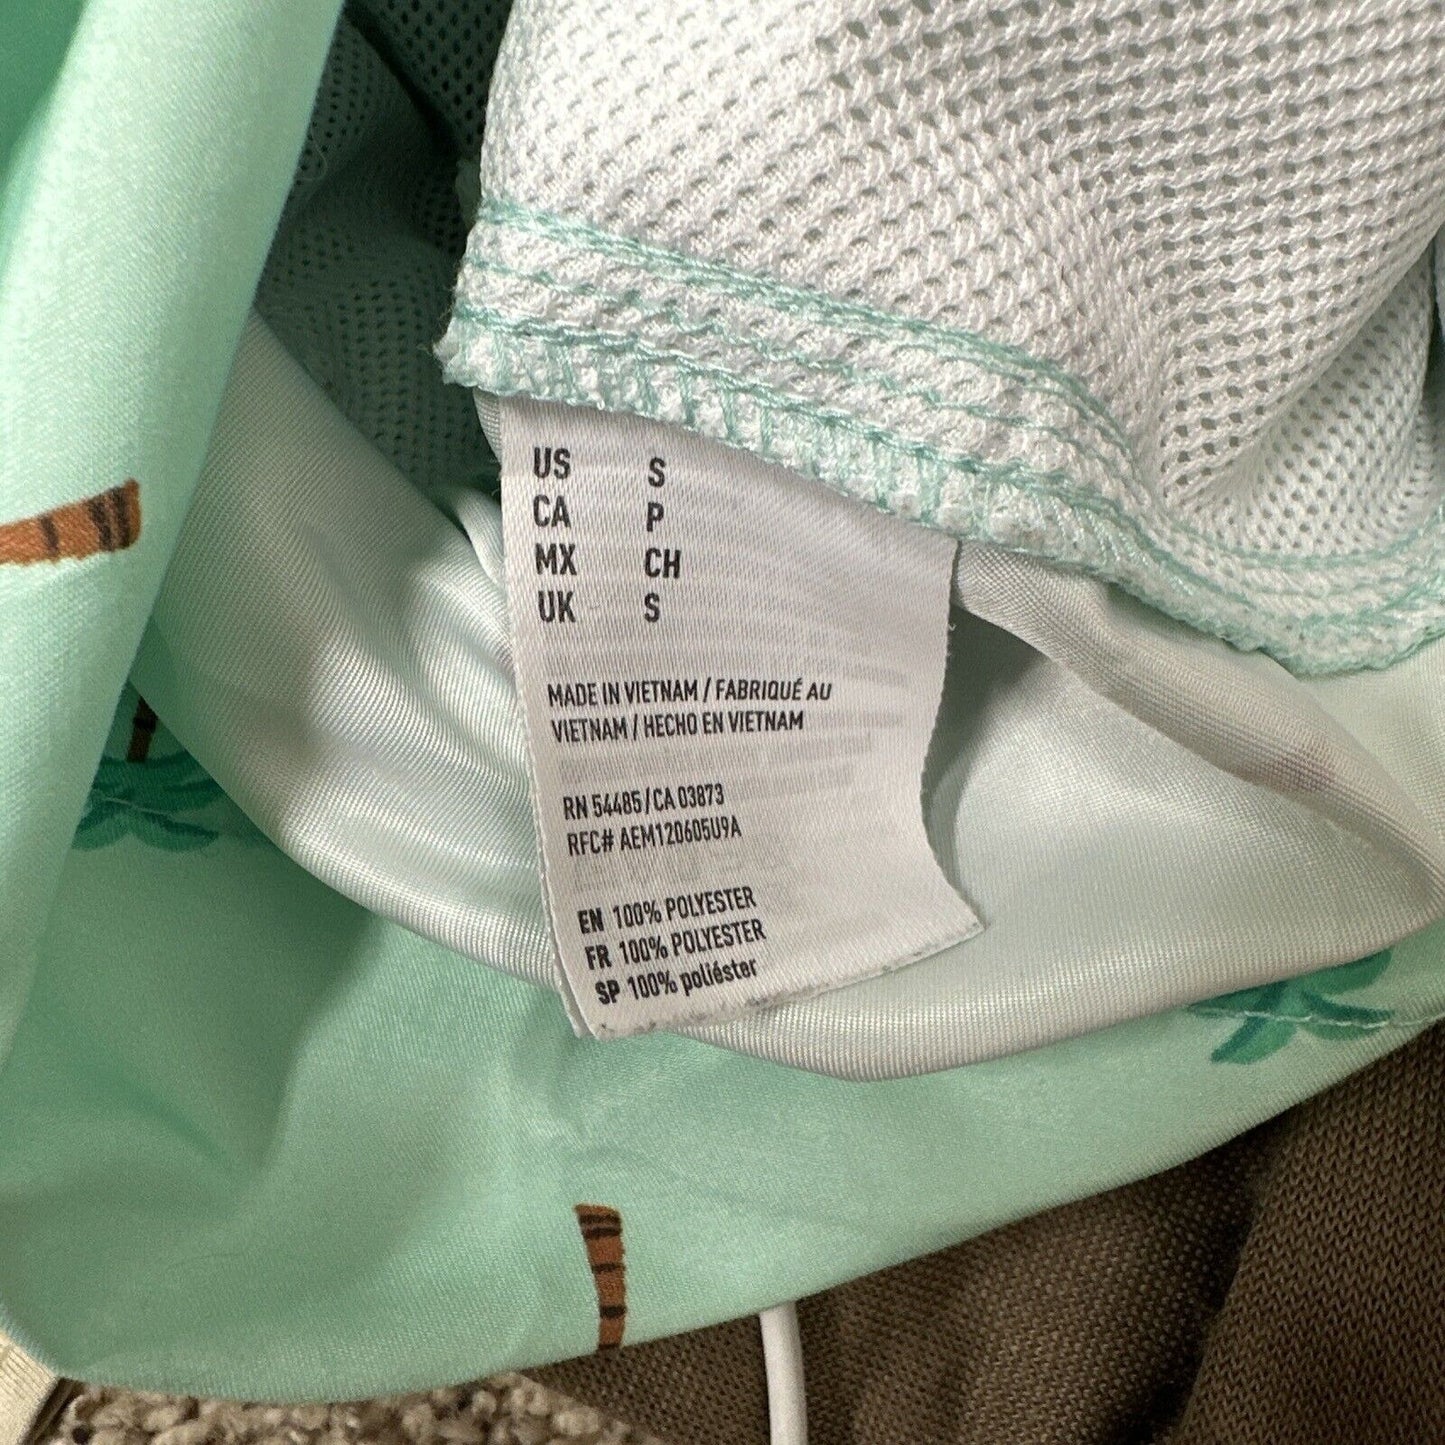 US S
CA P
MX CH
UK S
MADE IN VIETNAM / FABRIQUÉ AU
VIETNAM / HECHO EN VIETNAM
RN 54485/CA 03873
RFC# AEM120605U9A
EN 100% POLYESTER
FR 100% POLYESTER
SP 100% poliéster